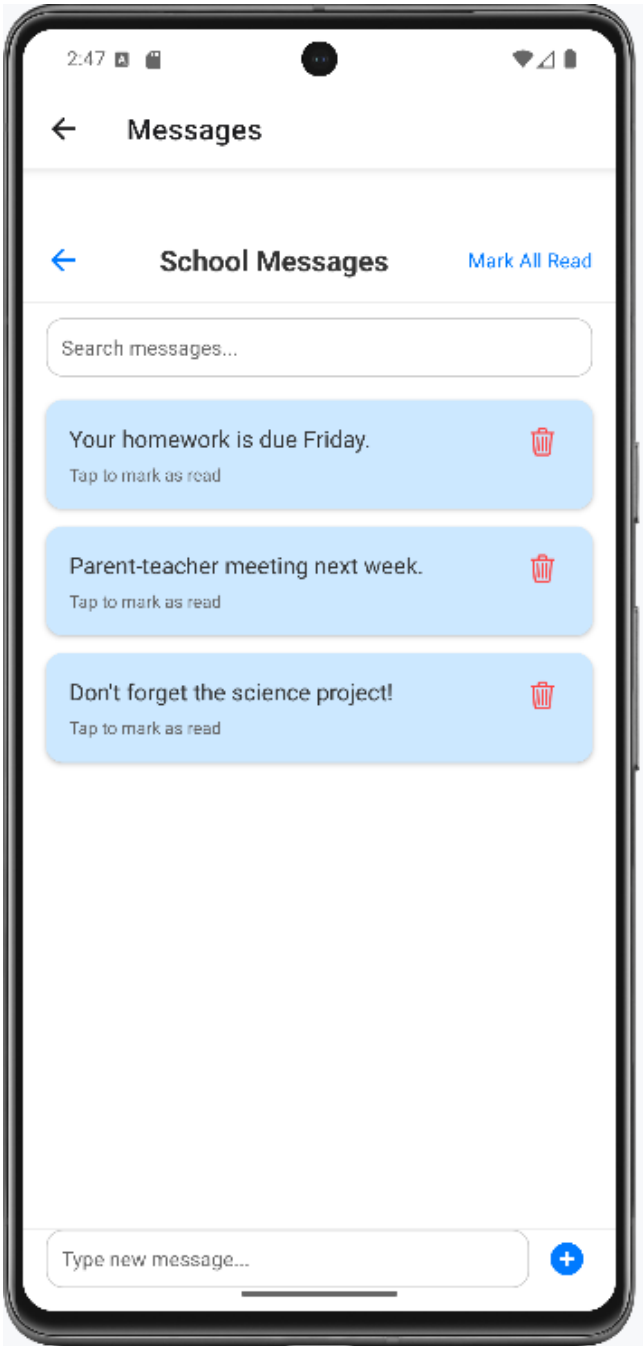 2:47
Messages
School Messages
Mark All Read
Search messages...
Your homework is due Friday.
Tap to mark as read
Parent-teacher meeting next week.
Tap to mark as read
Don't forget the science project!
Tap to mark as read
Type new message...